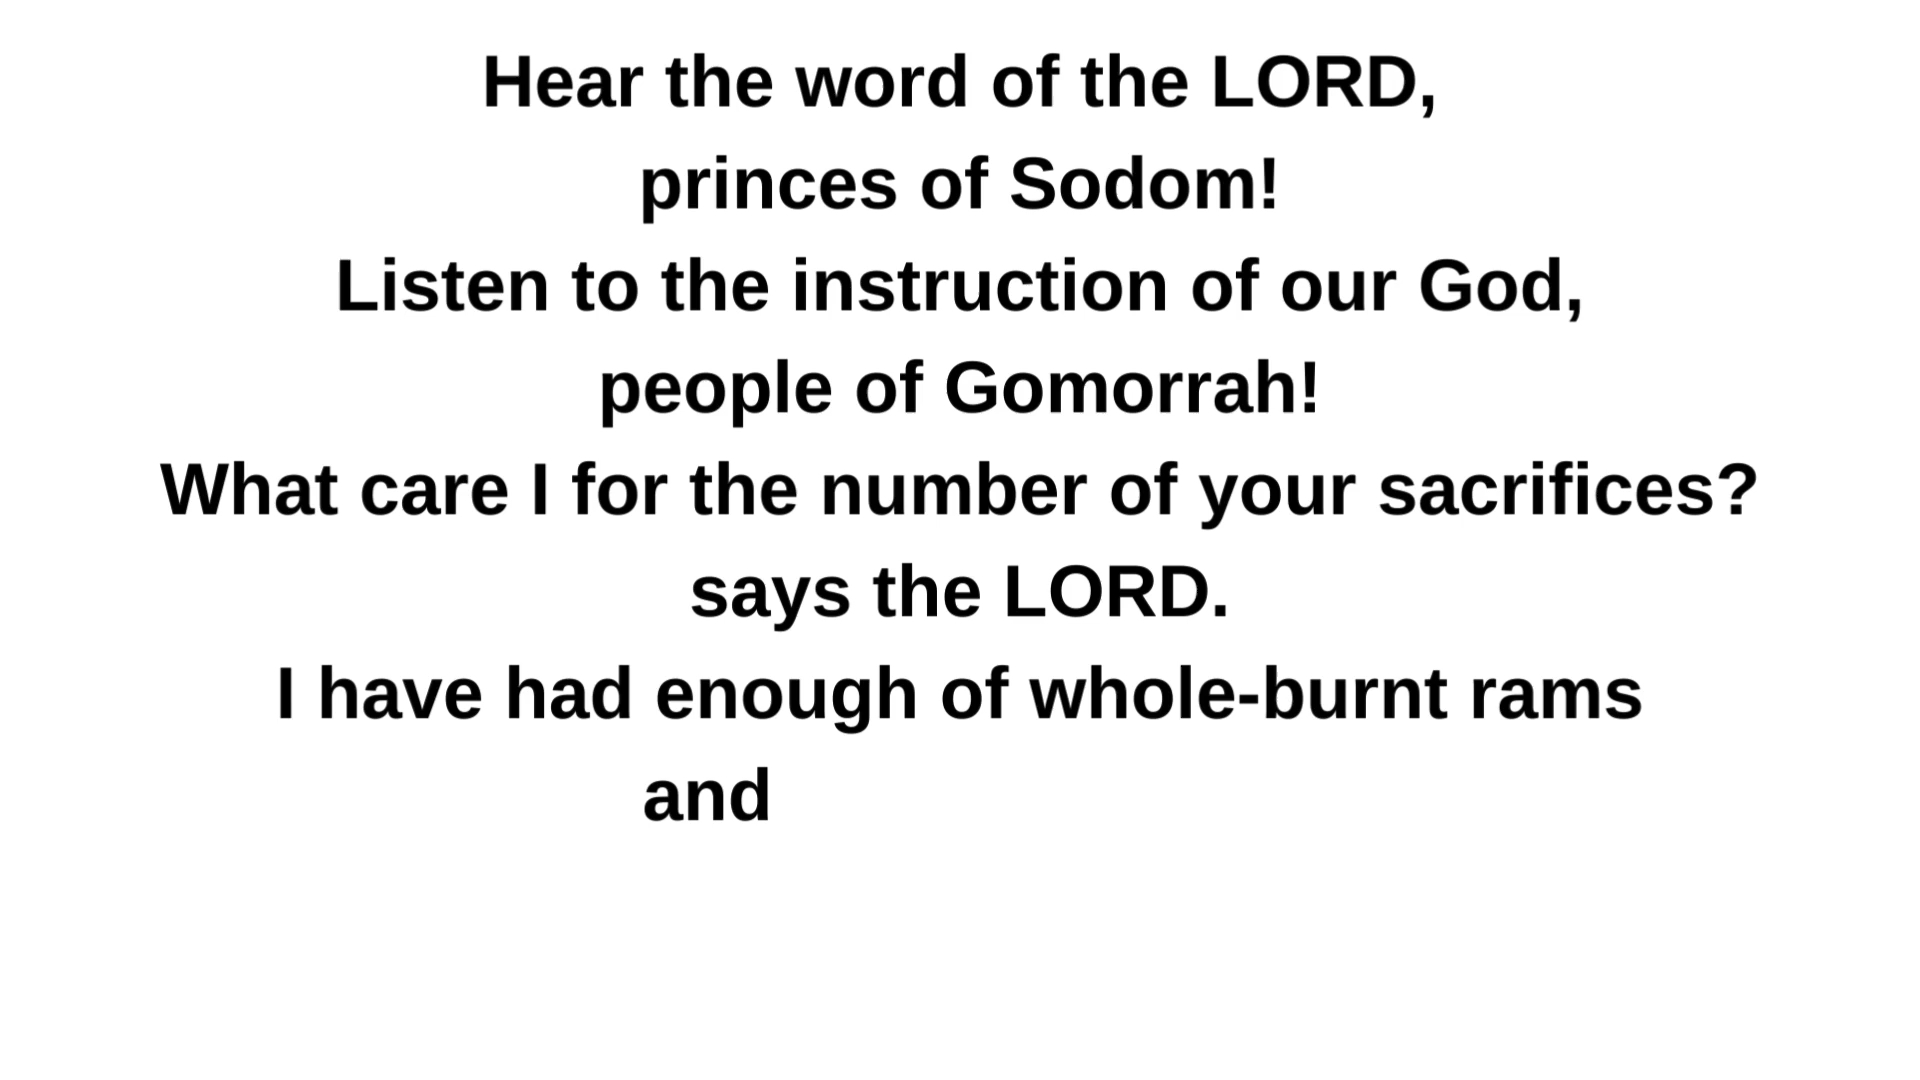 Hear the word of the LORD,
princes of Sodom!
Listen to the instruction of our God,
people of Gomorrah!
What care I for the number of your sacrifices?
says the LORD.
I have had enough of whole-burnt rams
and